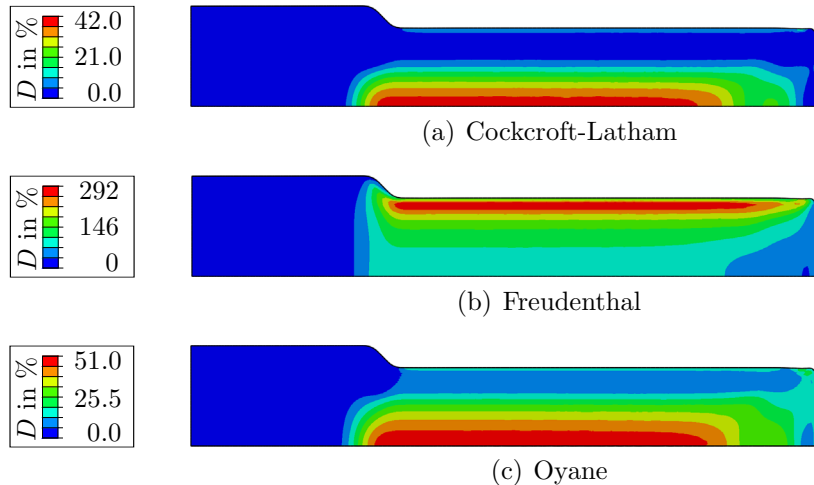 42.0
21.0
0.0
D in %
(a) Cockcroft-Latham
292
146
0
D in %
(b) Freudenthal
51.0
25.5
0.0
D in %
(c) Oyane